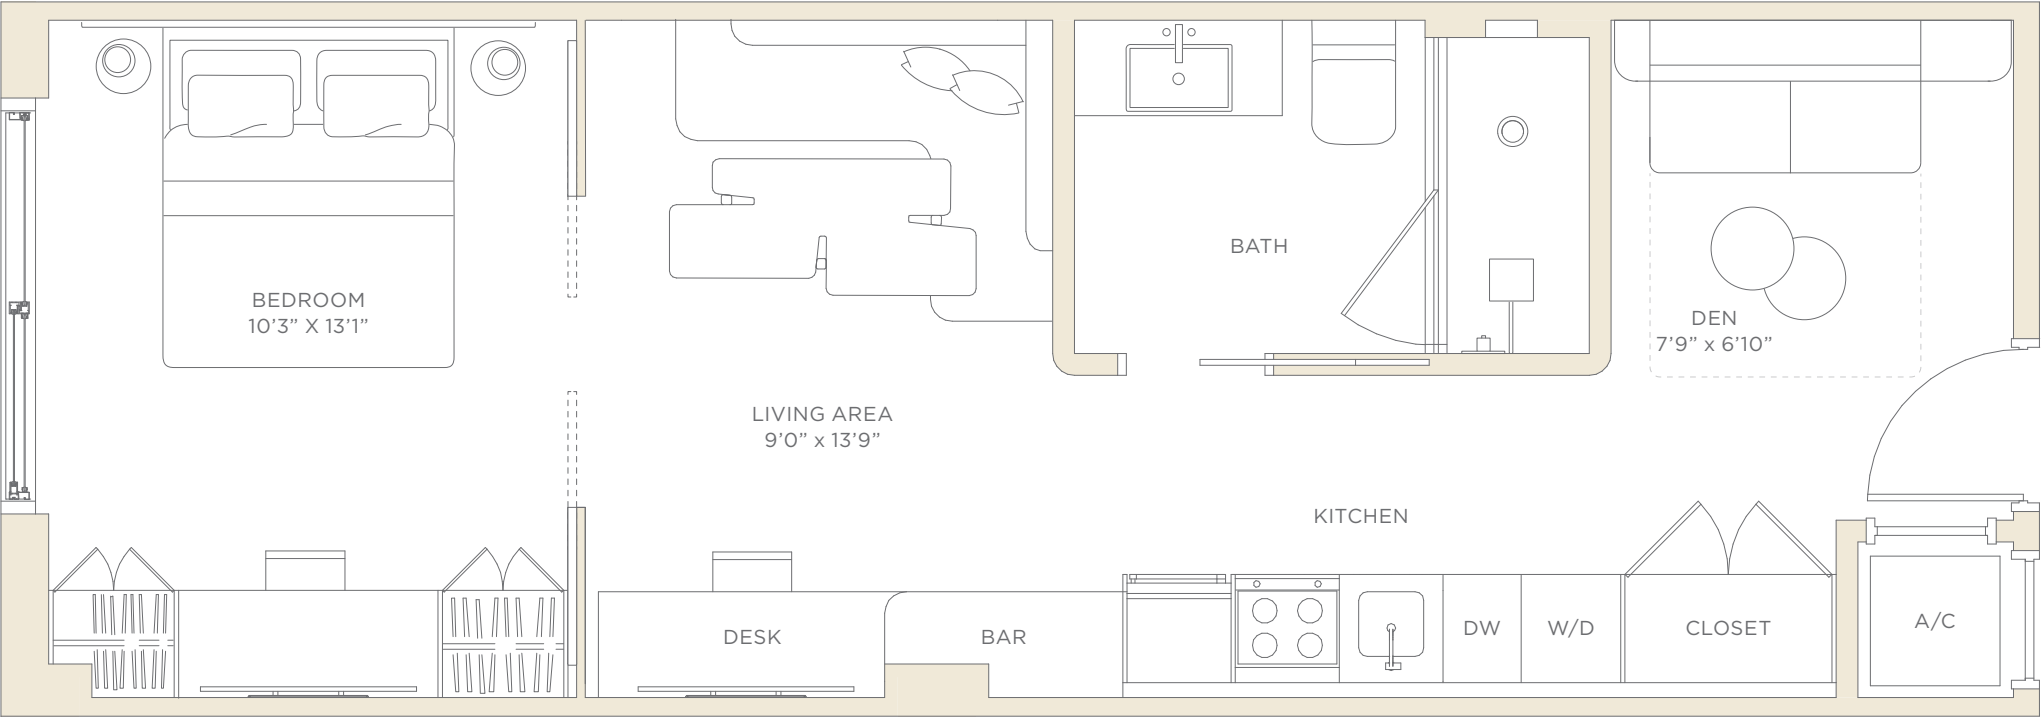 BEDROOM
10’3” X 13’1”
LIVING AREA
9’0” x 13’9”
BATH
DEN
7’9” x 6’10”
KITCHEN
DESK
BAR
DW
W/D
CLOSET
A/C